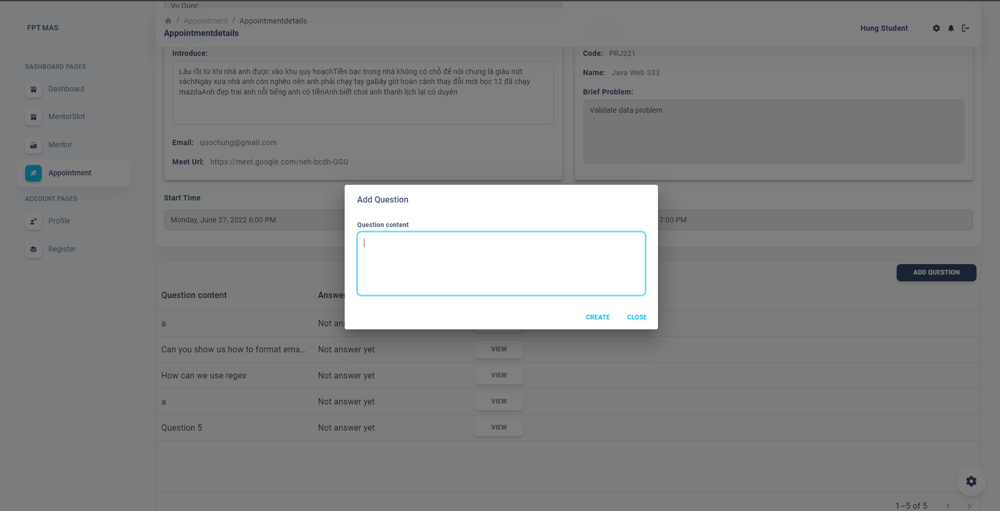 Vu Quoc
FPT MAS
DASHBOARD PAGES
Dashboard
MentorSlot
Mentor
Appointment
ACCOUNT PAGES
Profile
Register
/ Appointment / Appointmentdetails
Appointmentdetails
Hung Student
Introduce:
Lâu rồi từ khi nhà anh được vào khu quy hoạchTiền bạc trong nhà không có chỗ để nói chung là giàu nứt
váchNgày xưa nhà anh còn nghèo nên anh phải chạy tay gaBây giờ hoàn cảnh thay đổi mới học 12 đã chạy
mazdaAnh đẹp trai anh nổi tiếng anh có tiềnAnh biết chơi anh thanh lịch lại có duyên
Email: quochung@gmail.com
Meet Url: https://meet.google.com/neh-bcdh-GGG
Code: PRJ321
Name: Java Web 333
Brief Problem:
Validate data problem
Start Time
Monday, June 27, 2022 6:00 PM
7:00 PM
Add Question
Question content
CREATE CLOSE
ADD QUESTION
Question content Answe
a Not an
Can you show us how to format ema... Not answer yet VIEW
How can we use regex Not answer yet VIEW
a Not answer yet VIEW
Question 5 Not answer yet VIEW
1–5 of 5